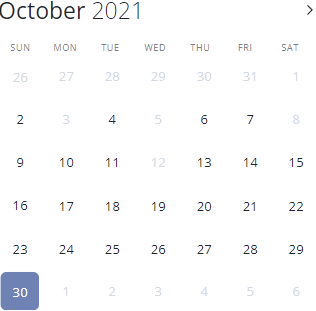 October 2021
SUN MON TUE WED THU FRI SAT
26 27 28 29 30 31 1
2 3 4 5 6 7 8
9 10 11 12 13 14 15
16 17 18 19 20 21 22
23 24 25 26 27 28 29
30 1 2 3 4 5 6